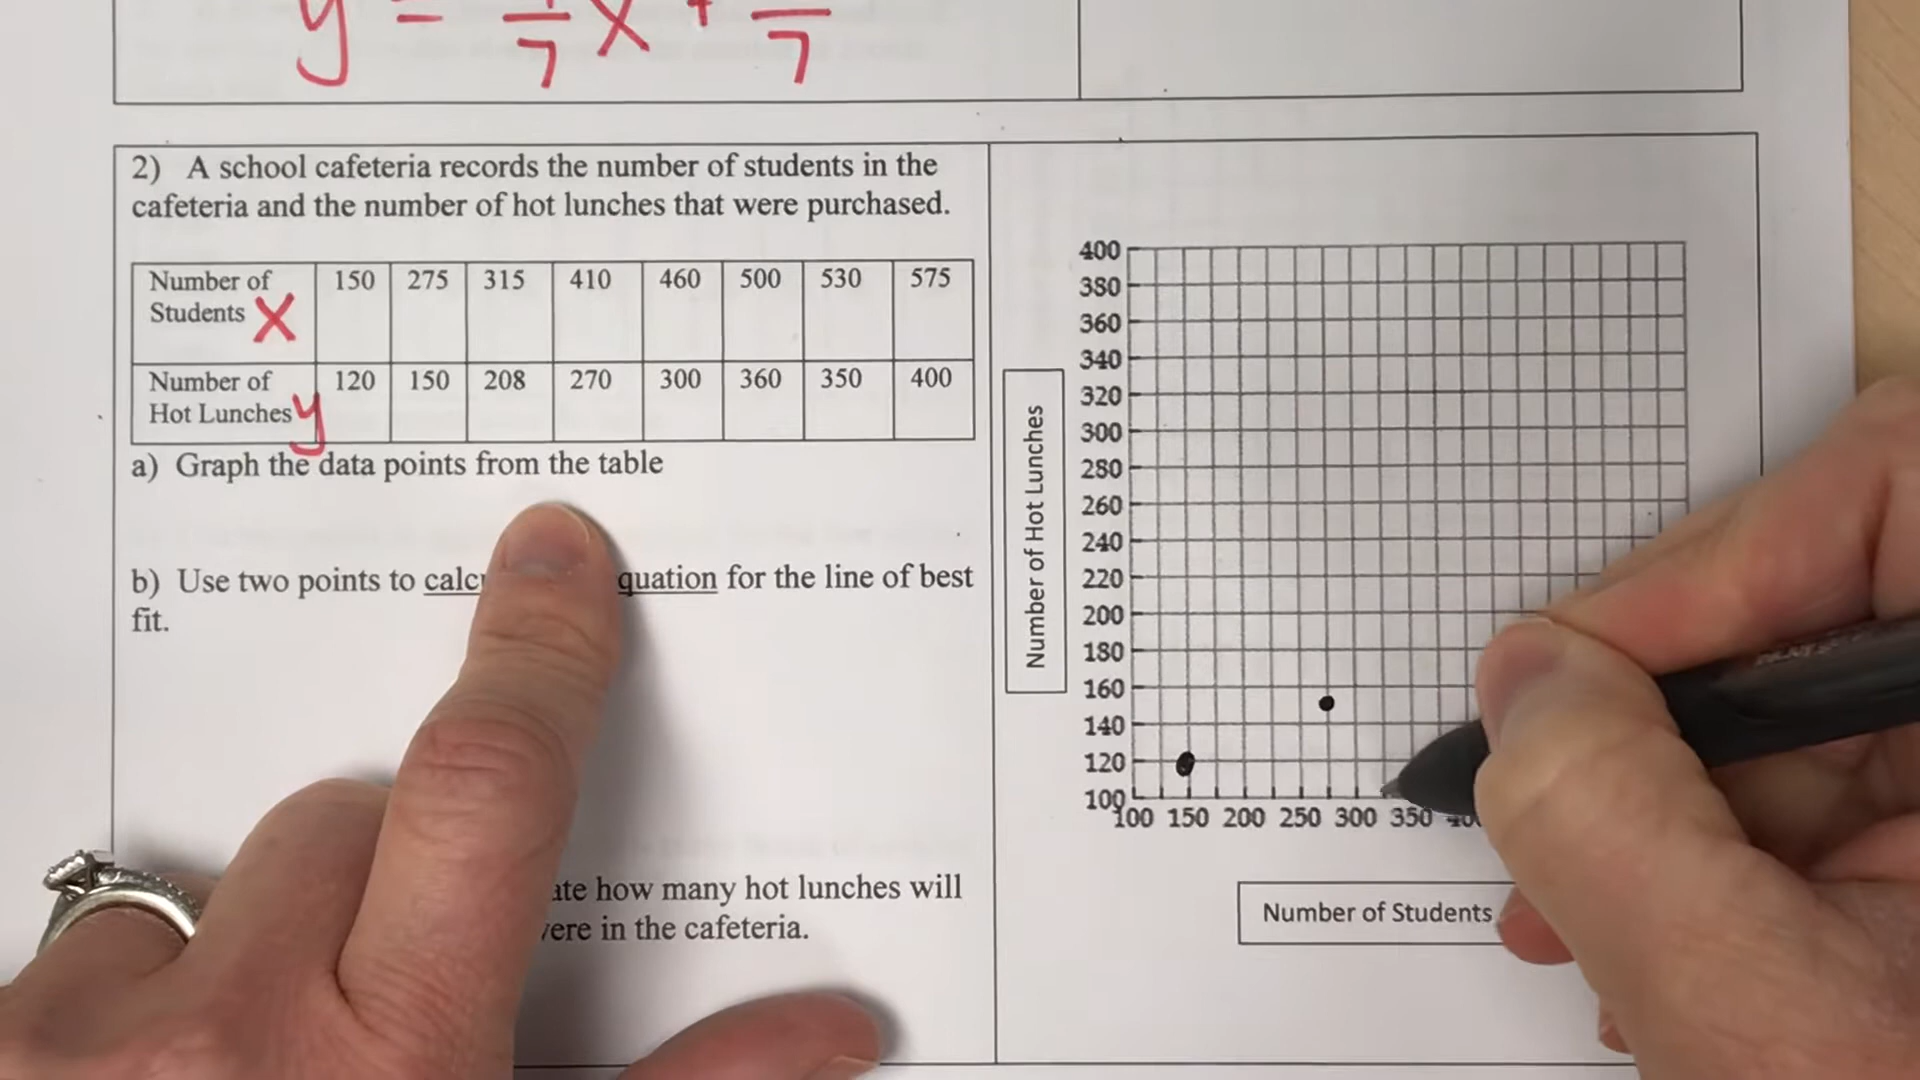 y = 7 x + 7
2) A school cafeteria records the number of students in the
cafeteria and the number of hot lunches that were purchased.
Number of Students X 150 275 315 410 460 500 530 575
Number of Hot Lunches y 120 150 208 270 300 360 350 400
a) Graph the data points from the table
b) Use two points to calc quation for the line of best
fit.
how many hot lunches will
in the cafeteria.
Number of Hot Lunches
400
380
360
340
320
300
280
260
240
220
200
180
160
140
120
100
100 150 200 250 300 350
Number of Students